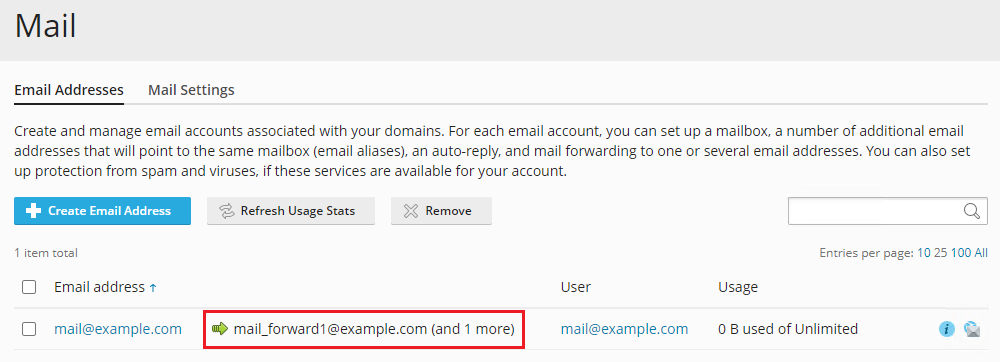 Mail
Email Addresses Mail Settings
Create and manage email accounts associated with your domains. For each email account, you can set up a mailbox, a number of additional email
addresses that will point to the same mailbox (email aliases), an auto-reply, and mail forwarding to one or several email addresses. You can also set
up protection from spam and viruses, if these services are available for your account.
Create Email Address Refresh Usage Stats Remove
1 item total Entries per page: 10 25 100 All
Email address ↑ User Usage
mail@example.com mail_forward1@example.com (and 1 more) mail@example.com 0 B used of Unlimited